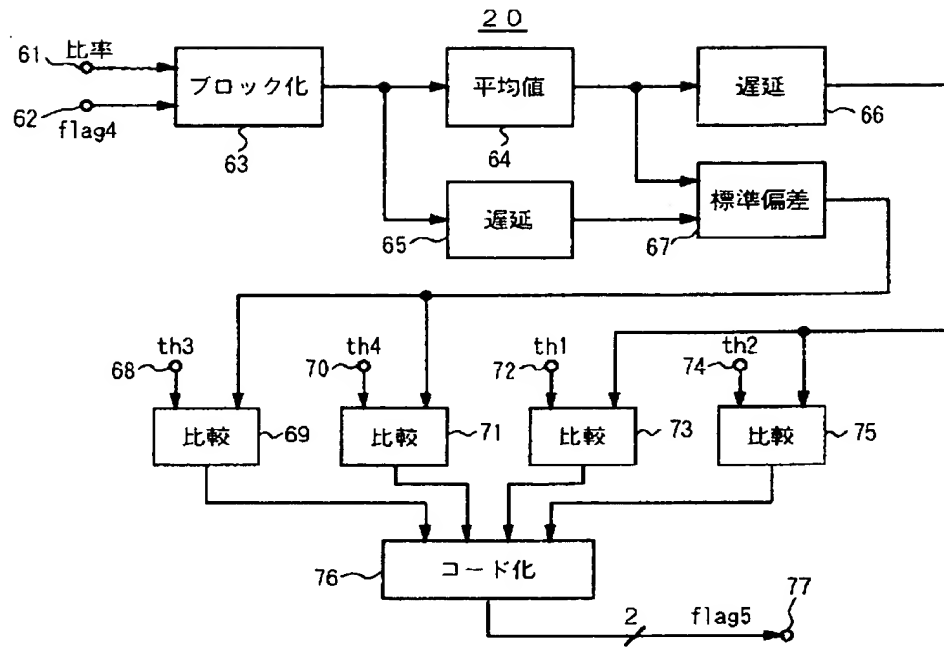 20
61
比率
62
flag4
ブロック化
63
平均値
64
遅延
66
遅延
65
標準偏差
67
th3
68
th4
70
th1
72
th2
74
比較
69
比較
71
比較
73
比較
75
コード化
76
2
flag5
77